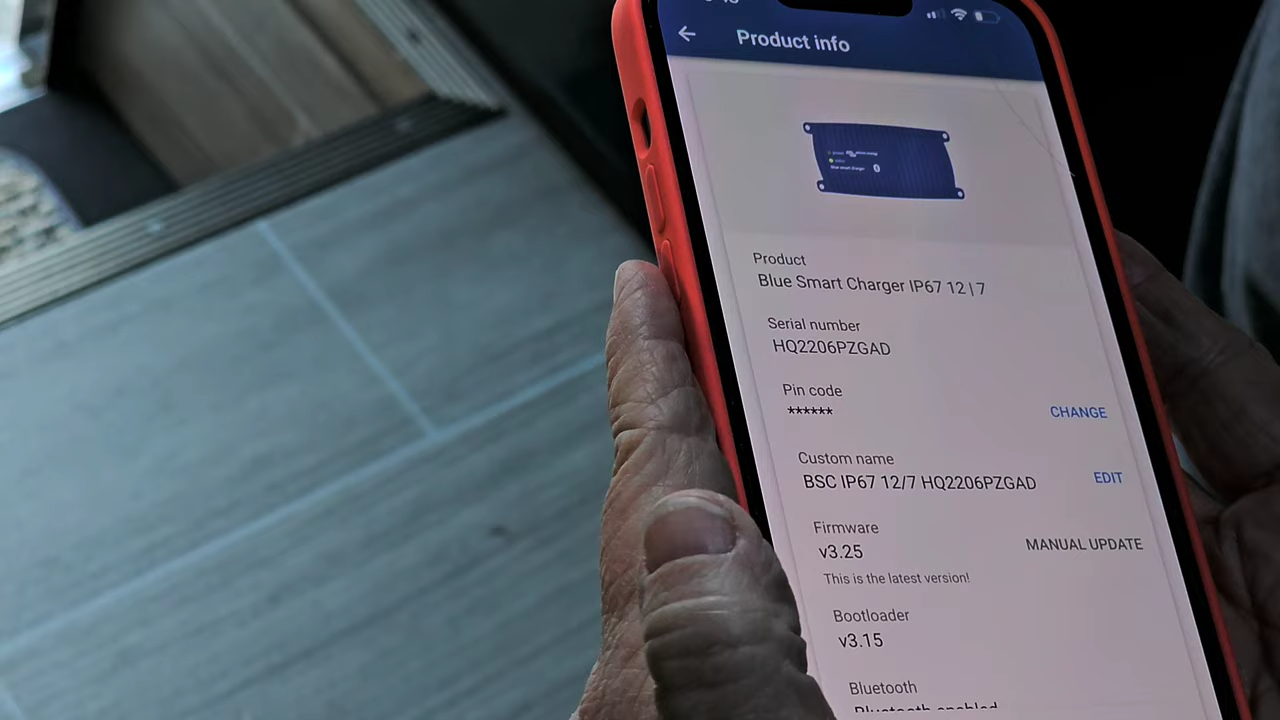 Product info
Product
Blue Smart Charger IP67 12|7
Serial number
HQ2206PZGAD
Pin code
******
CHANGE
Custom name
BSC IP67 12/7 HQ2206PZGAD
EDIT
Firmware
v3.25
MANUAL UPDATE
This is the latest version!
Bootloader
v3.15
Bluetooth
Bluetooth enabled